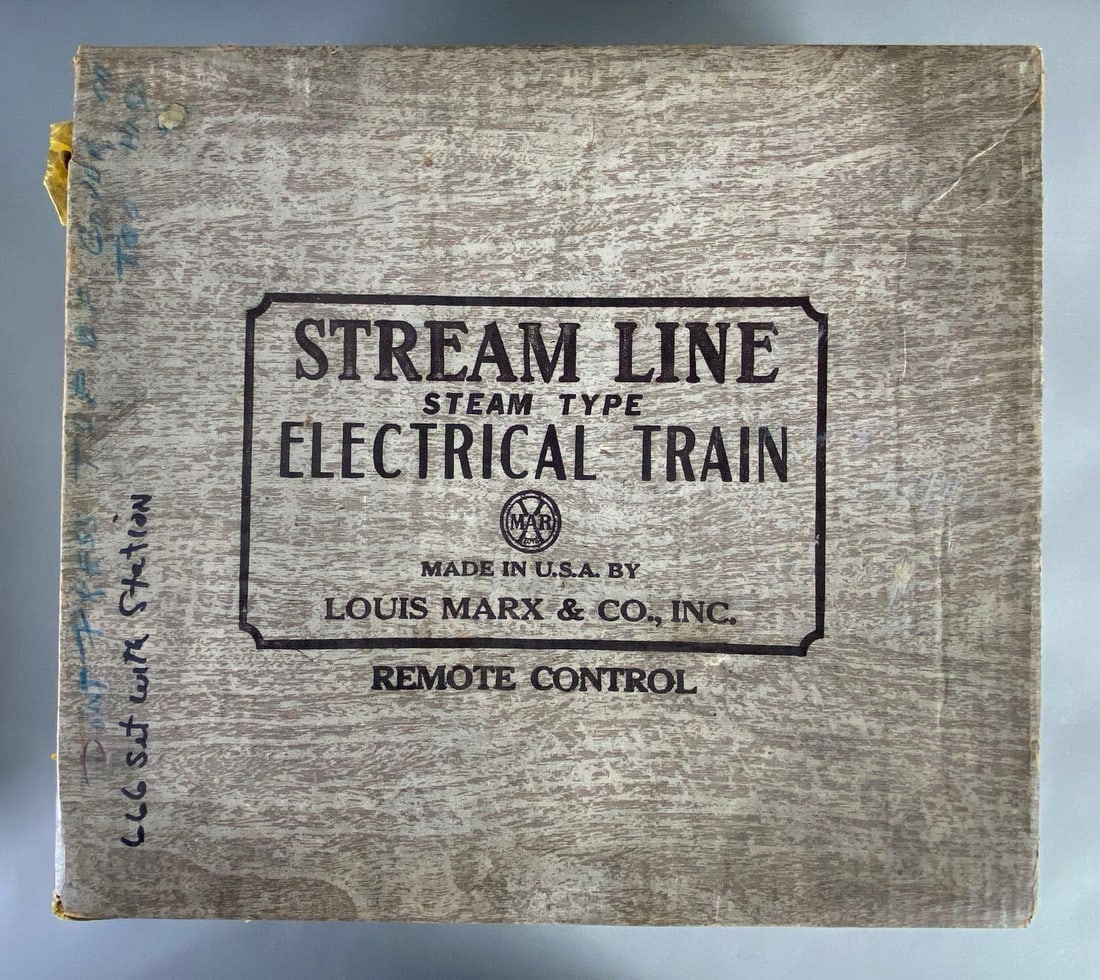 STREAM LINE
STEAM TYPE
ELECTRICAL TRAIN
MAR
MADE IN U.S.A. BY
LOUIS MARX & CO., INC.
REMOTE CONTROL
666 Set with Station